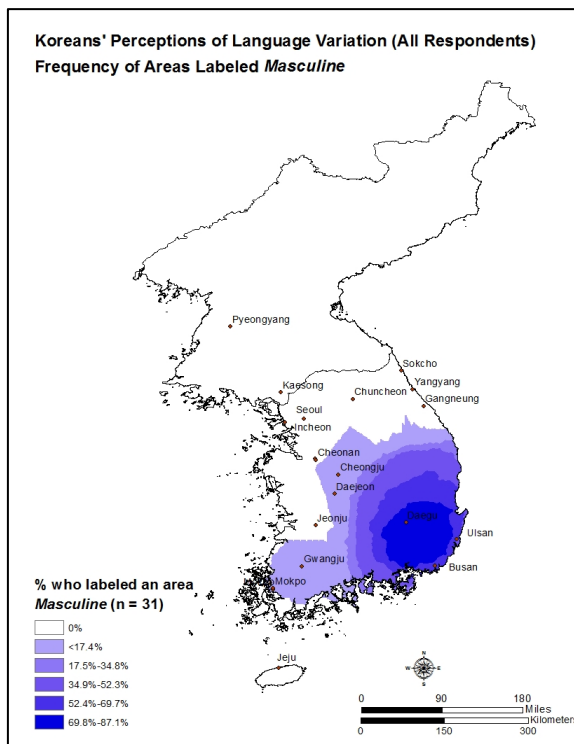 Koreans' Perceptions of Language Variation (All Respondents)
Frequency of Areas Labeled Masculine
Pyeongyang
Sokcho
Yangyang
Kaesong
Chuncheon
Gangneung
Seoul
Incheon
Cheonan
Cheongju
Daejeon
Daegu
Jeonju
Ulsan
Gwangju
Busan
Mokpo
% who labeled an area
Masculine (n = 31)
0%
<17.4%
17.5%-34.8%
34.9%-52.3%
52.4%-69.7%
69.8%-87.1%
Jeju
N
W E
S
0 90 180
Miles
Kilometers
0 150 300